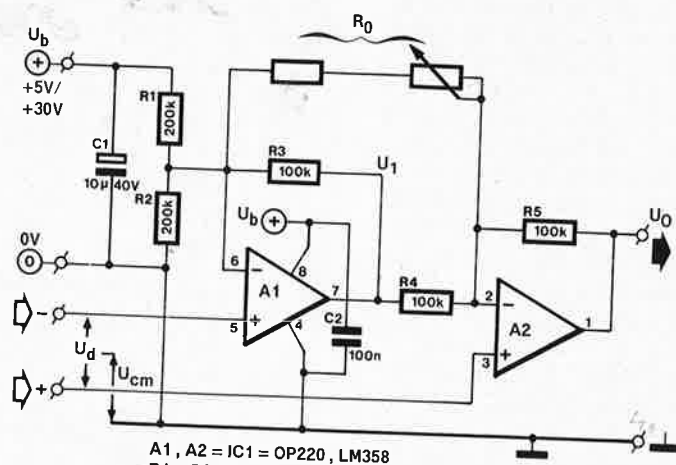 R0
Ub
+5V/
+30V
R1
200k
C1
10µ 40V
R2
200k
R3
100k
U1
Ub
R5
100k
U0
0V
6
8
A1
7
5
4
R4
100k
2
A2
1
3
C2
100n
Ud
Ucm
A1, A2 = IC1 = OP220, LM358